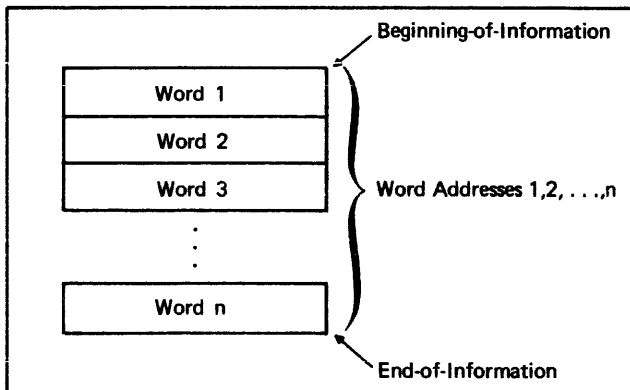 Beginning-of-Information
Word 1
Word 2
Word 3
Word Addresses 1,2, . . .,n
Word n
End-of-Information